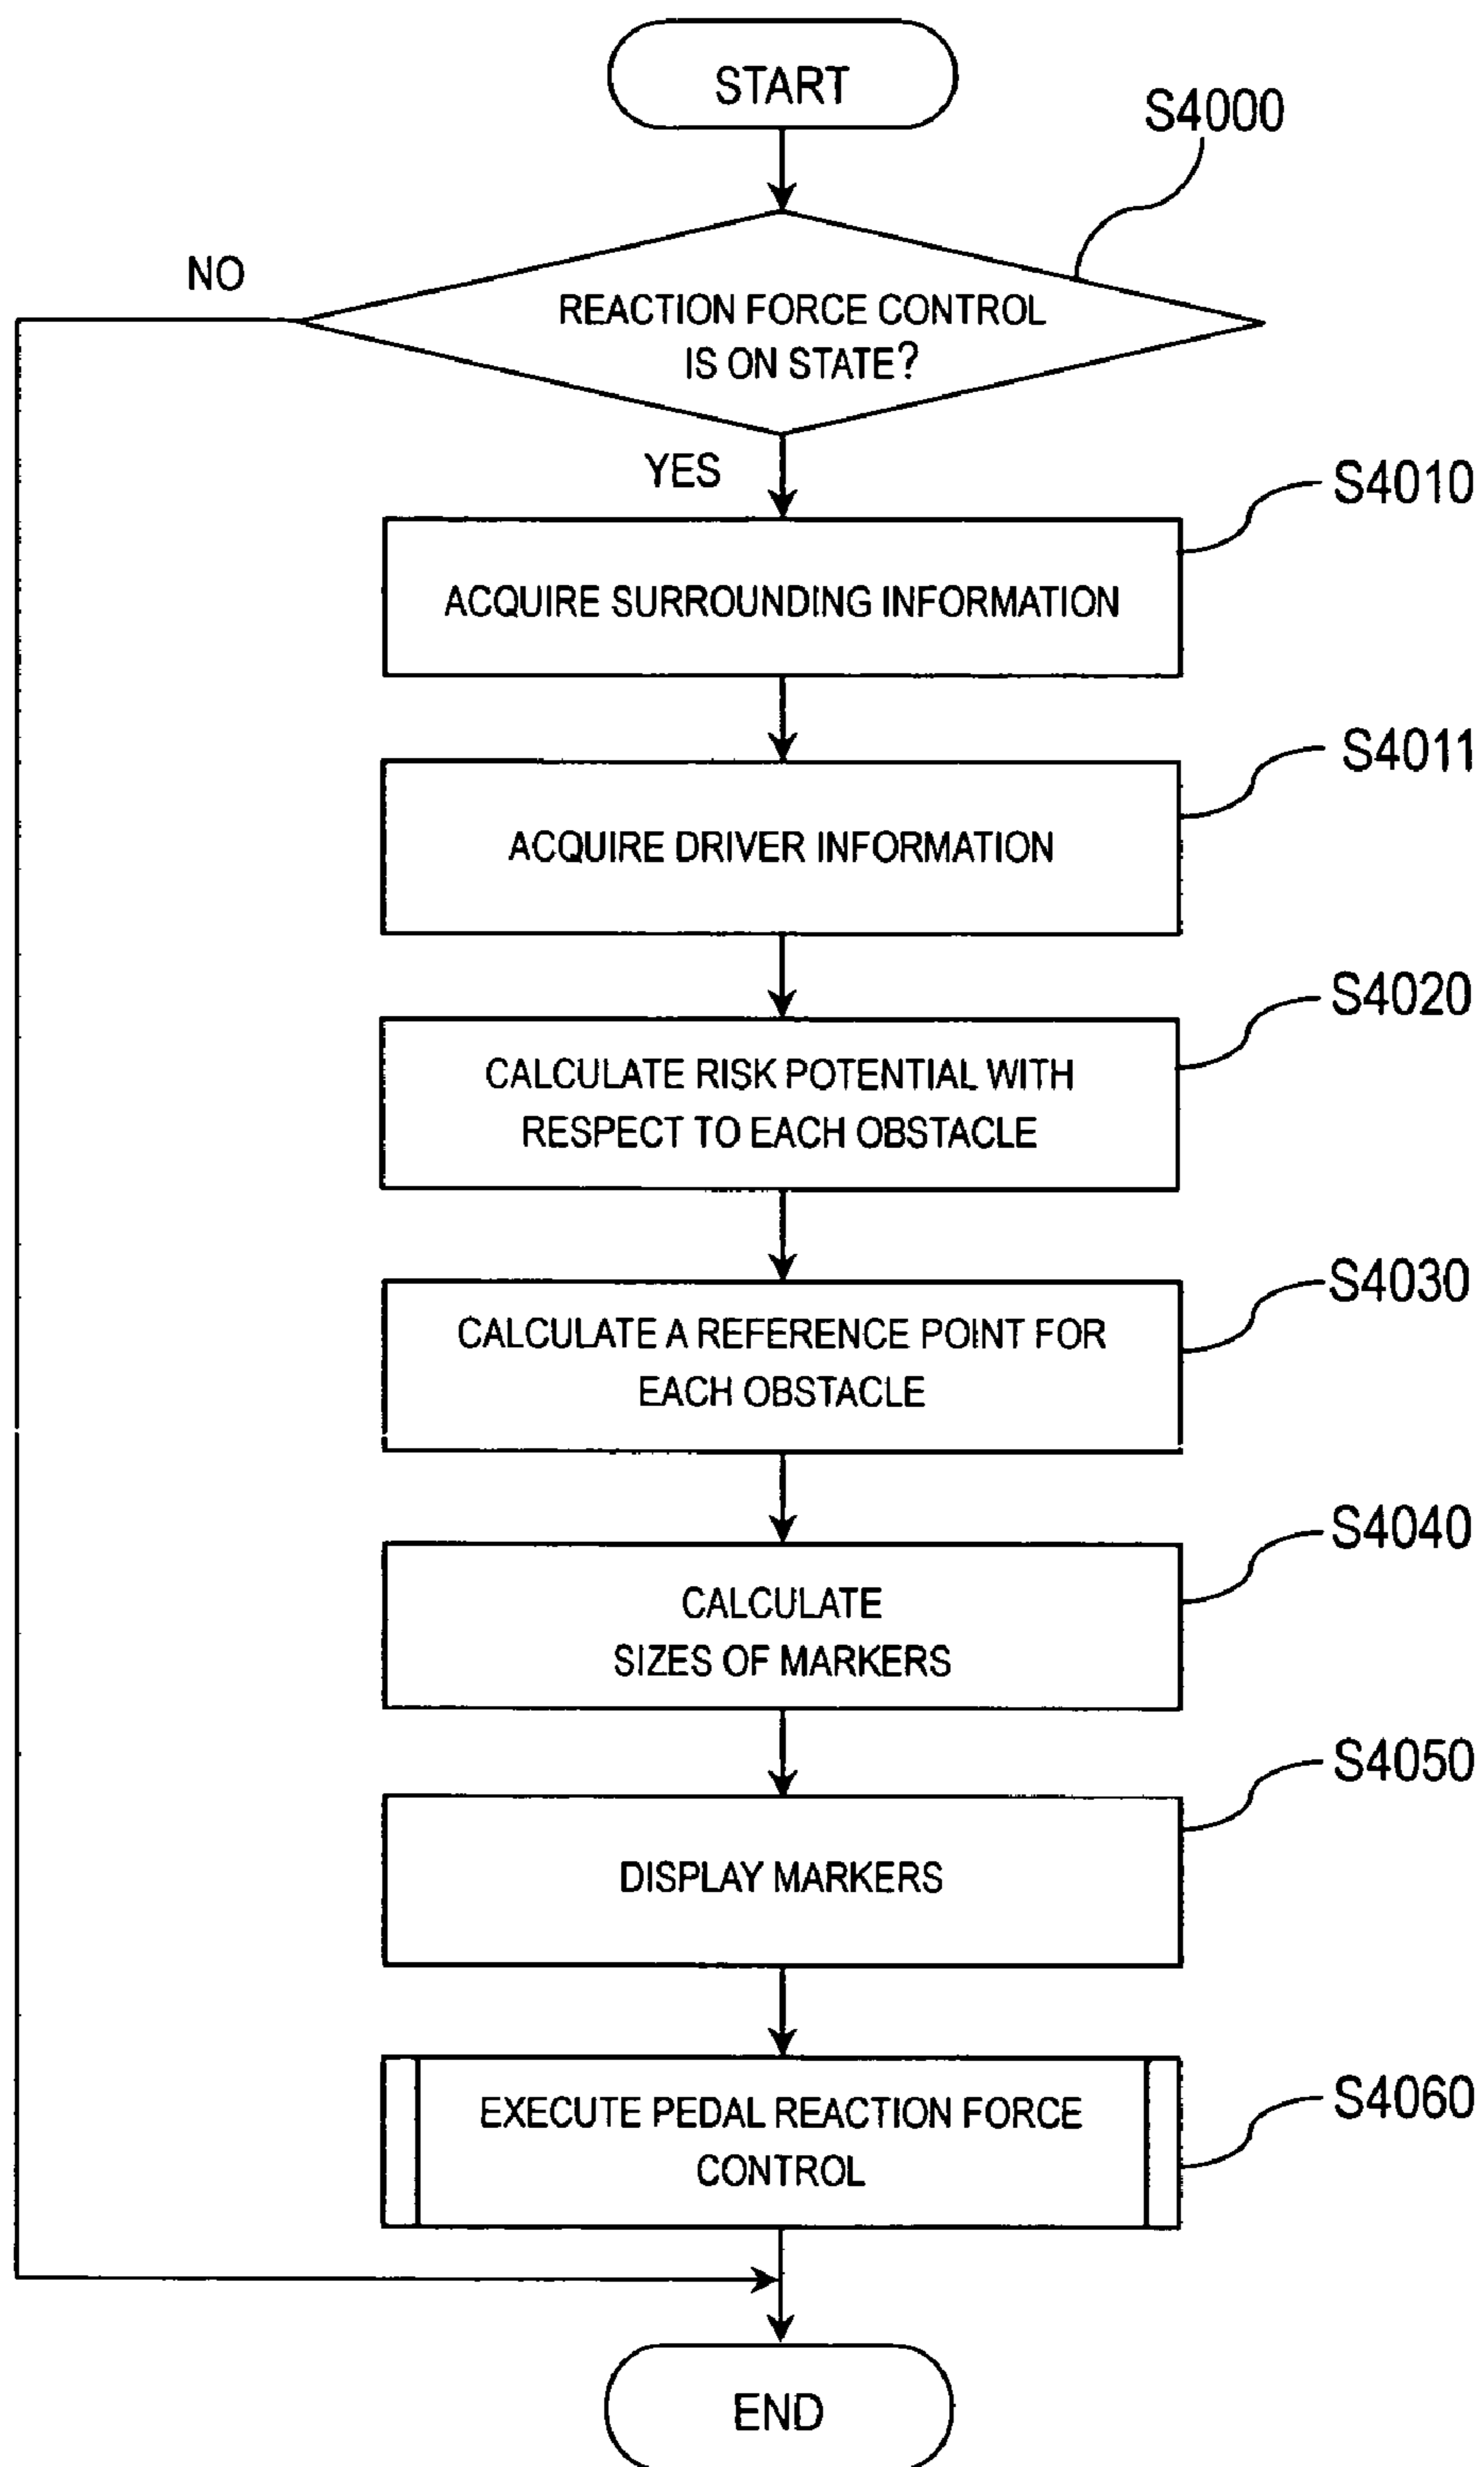 START
S4000
NO
REACTION FORCE CONTROL
IS ON STATE?
YES
S4010
ACQUIRE SURROUNDING INFORMATION
S4011
ACQUIRE DRIVER INFORMATION
S4020
CALCULATE RISK POTENTIAL WITH
RESPECT TO EACH OBSTACLE
S4030
CALCULATE A REFERENCE POINT FOR
EACH OBSTACLE
S4040
CALCULATE
SIZES OF MARKERS
S4050
DISPLAY MARKERS
S4060
EXECUTE PEDAL REACTION FORCE
CONTROL
END